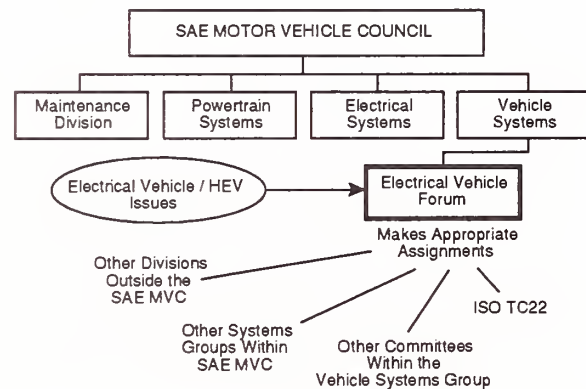 SAE MOTOR VEHICLE COUNCIL
Maintenance
Division
Powertrain
Systems
Electrical
Systems
Vehicle
Systems
Electrical Vehicle / HEV
Issues
Electrical Vehicle
Forum
Makes Appropriate
Assignments
Other Divisions
Outside the
SAE MVC
Other Systems
Groups Within
SAE MVC
Other Committees
Within the
Vehicle Systems Group
ISO TC22